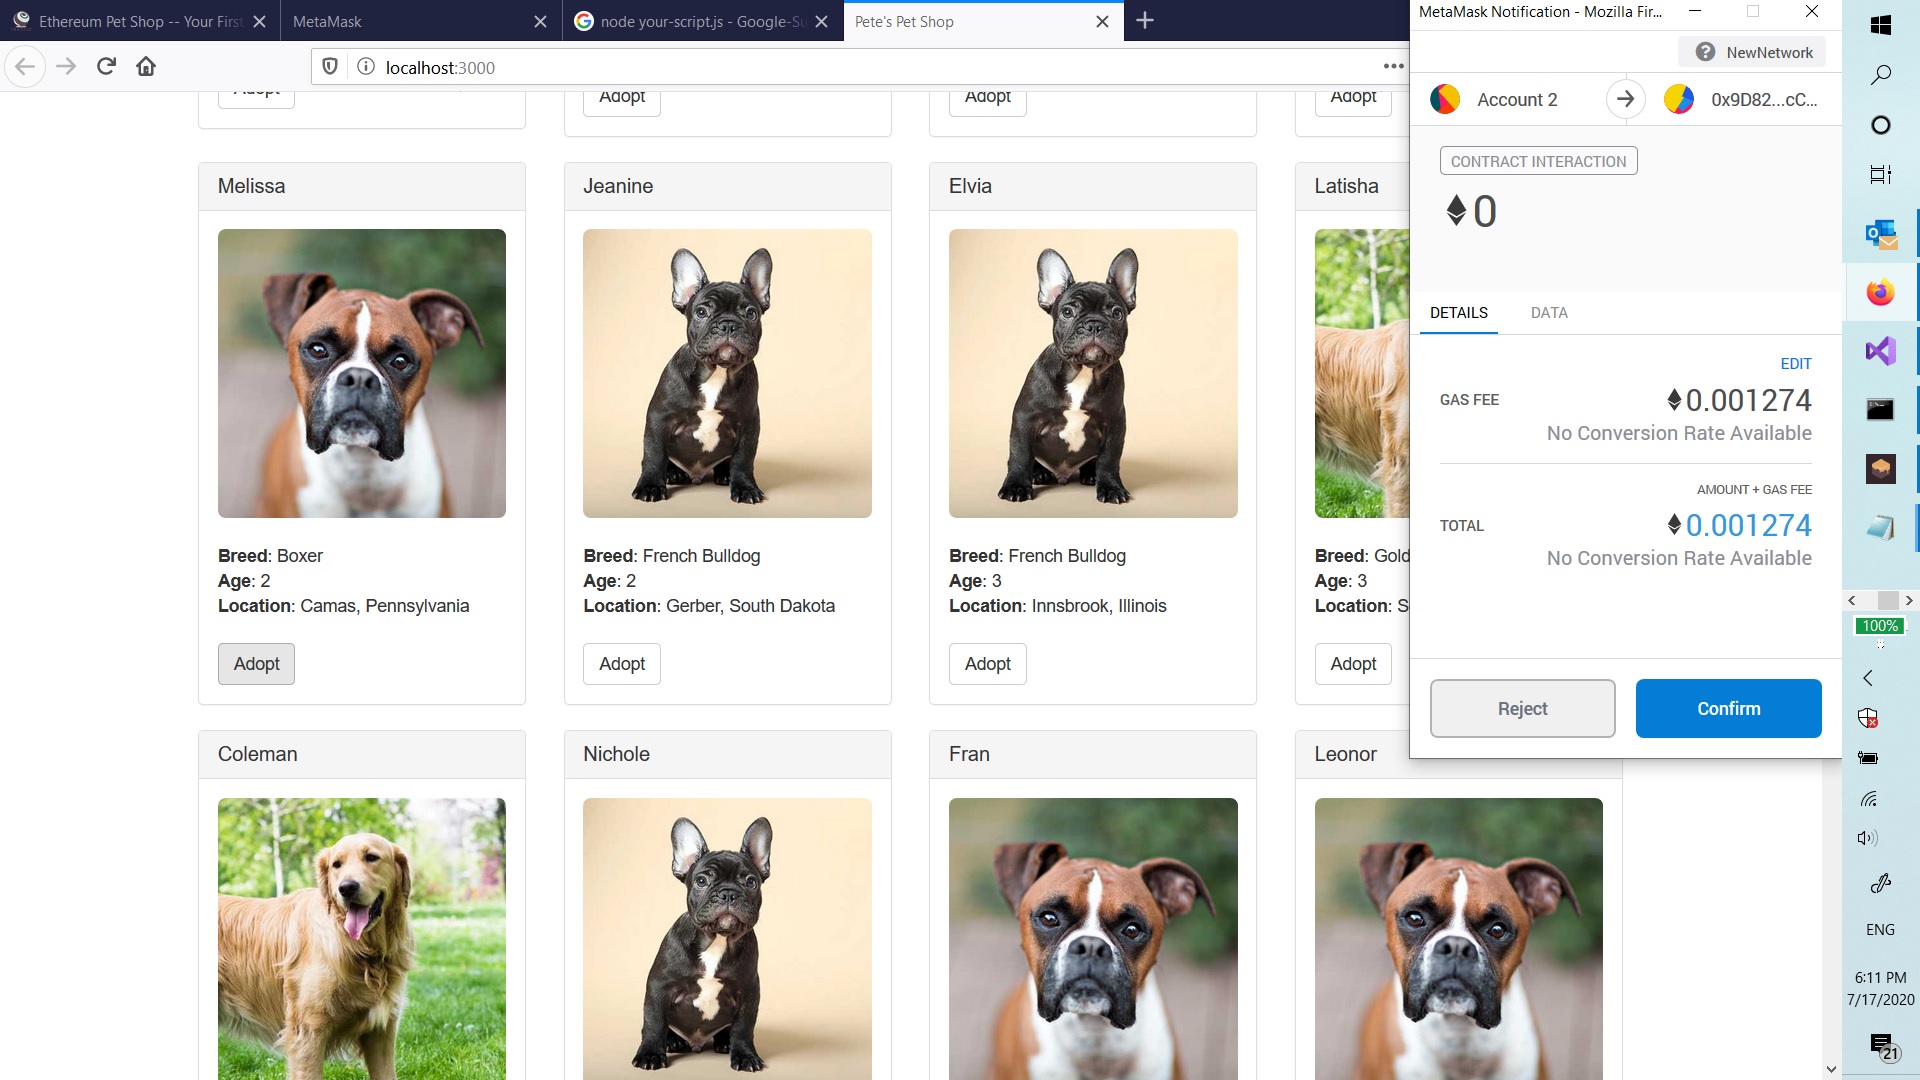 Ethereum Pet Shop -- Your First
MetaMask
node your-script.js - Google-Su
Pete's Pet Shop
localhost:3000
Adopt
Adopt
Adopt
Adopt
Melissa
Breed: Boxer
Age: 2
Location: Camas, Pennsylvania
Adopt
Jeanine
Breed: French Bulldog
Age: 2
Location: Gerber, South Dakota
Adopt
Elvia
Breed: French Bulldog
Age: 3
Location: Innsbrook, Illinois
Adopt
Latisha
Breed: Gold
Age: 3
Location: S
Adopt
Coleman
Nichole
Fran
Leonor
MetaMask Notification - Mozilla Fir...
NewNetwork
Account 2
0x9D82...cC...
CONTRACT INTERACTION
0
DETAILS
DATA
EDIT
GAS FEE
0.001274
No Conversion Rate Available
AMOUNT + GAS FEE
TOTAL
0.001274
No Conversion Rate Available
Reject
Confirm
100%
ENG
6:11 PM
7/17/2020
21